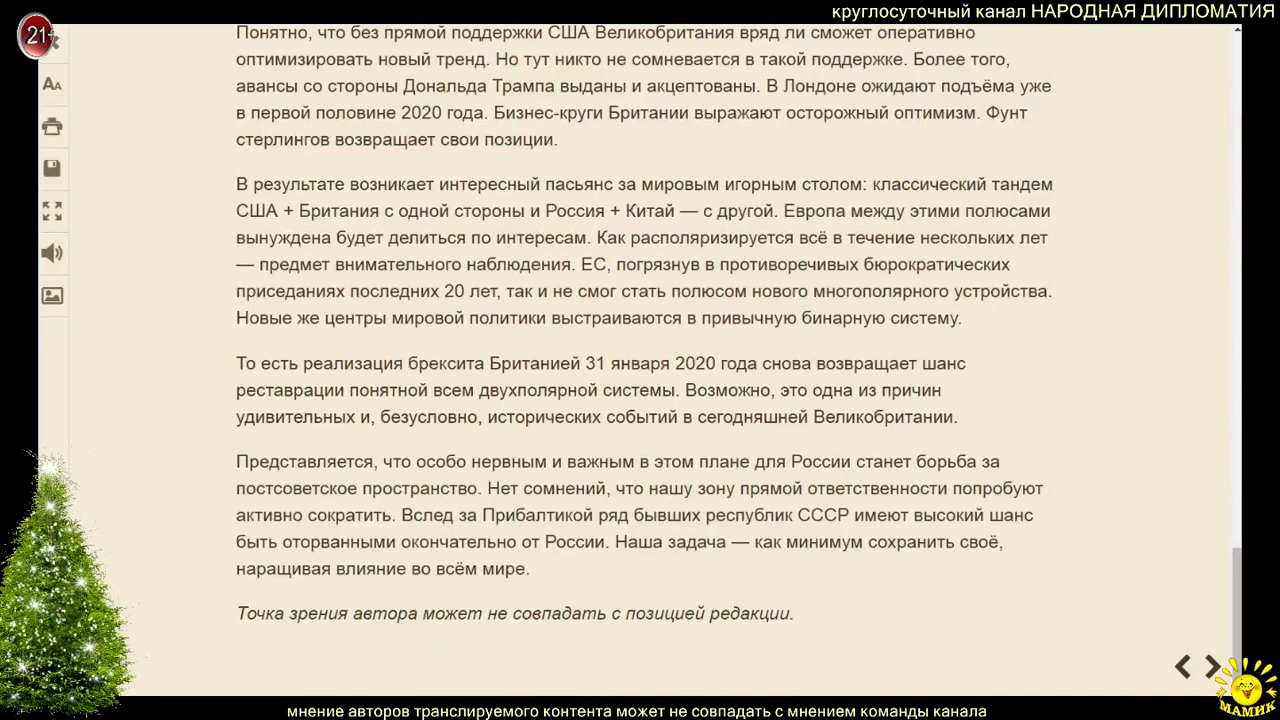 круглосуточный канал НАРОДНАЯ ДИПЛОМАТИЯ
21+
Понятно, что без прямой поддержки США Великобритания вряд ли сможет оперативно
оптимизировать новый тренд. Но тут никто не сомневается в такой поддержке. Более того,
авансы со стороны Дональда Трампа выданы и акцептованы. В Лондоне ожидают подъёма уже
в первой половине 2020 года. Бизнес-круги Британии выражают осторожный оптимизм. Фунт
стерлингов возвращает свои позиции.
В результате возникает интересный пасьянс за мировым игорным столом: классический тандем
США + Британия с одной стороны и Россия + Китай — с другой. Европа между этими полюсами
вынуждена будет делиться по интересам. Как располяризируется всё в течение нескольких лет
— предмет внимательного наблюдения. ЕС, погрязнув в противоречивых бюрократических
приседаниях последних 20 лет, так и не смог стать полюсом нового многополярного устройства.
Новые же центры мировой политики выстраиваются в привычную бинарную систему.
То есть реализация брексита Британией 31 января 2020 года снова возвращает шанс
реставрации понятной всем двухполярной системы. Возможно, это одна из причин
удивительных и, безусловно, исторических событий в сегодняшней Великобритании.
Представляется, что особо нервным и важным в этом плане для России станет борьба за
постсоветское пространство. Нет сомнений, что нашу зону прямой ответственности попробуют
активно сократить. Вслед за Прибалтикой ряд бывших республик СССР имеют высокий шанс
быть оторванными окончательно от России. Наша задача — как минимум сохранить своё,
наращивая влияние во всём мире.
Точка зрения автора может не совпадать с позицией редакции.
МАМИК
мнение авторов транслируемого контента может не совпадать с мнением команды канала